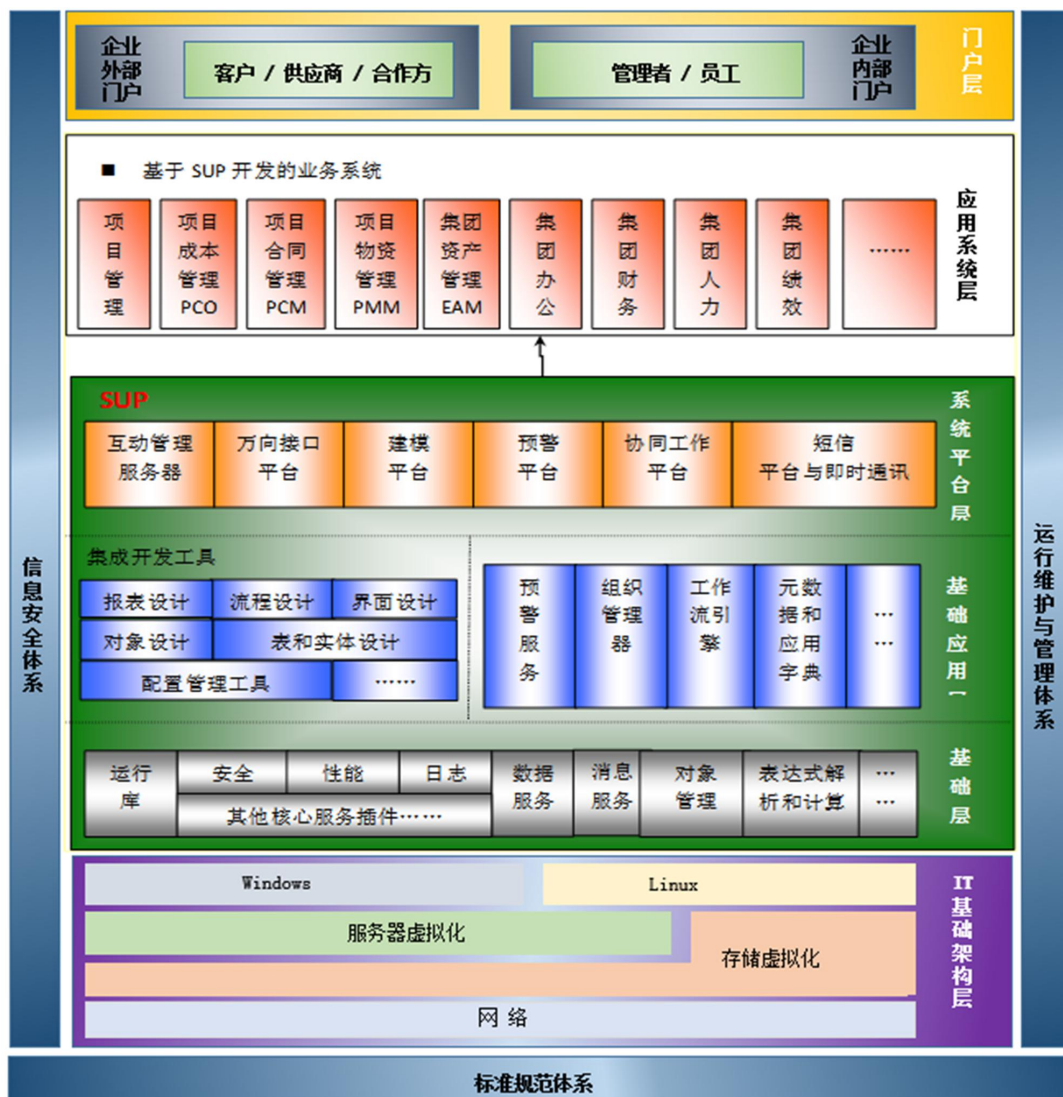 企业
外部
门户
客户 / 供应商 / 合作方
管理者 / 员工
企业
内部
门户
门户层
■ 基于 SUP 开发的业务系统
项目管理
项目
成本
管理
PCO
项目
合同
管理
PCM
项目
物资
管理
PMM
集团
资产
管理
EAM
集团办公
集团财务
集团人力
集团绩效
……
应用系统层
SUP
互动管理
服务器
万向接口
平台
建模
平台
预警
平台
协同工作
平台
短信
平台与即时通讯
系统平台层
集成开发工具
报表设计
流程设计
界面设计
对象设计
表和实体设计
配置管理工具
……
预警服务
组织
管理
器
工作
流引
擎
元数
据和
应用
字典
…
…
基础应用
运行
库
安全
性能
日志
其他核心服务插件……
数据
服务
消息
服务
对象
管理
表达式解
析和计算
…
…
基础层
Windows
Linux
服务器虚拟化
存储虚拟化
网 络
IT基础架构层
信息安全体系
运行维护与管理体系
标准规范体系